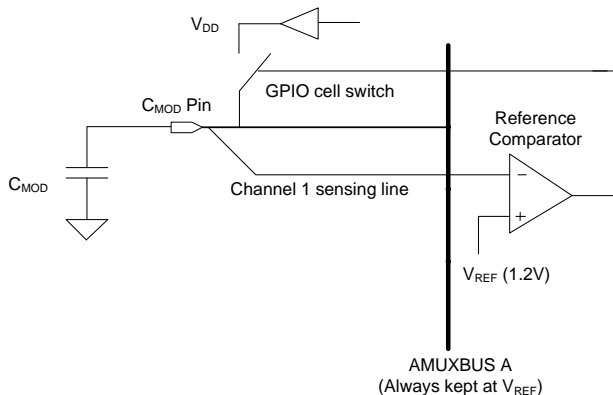 VDD
GPIO cell switch
CMOD Pin
Reference
Comparator
CMOD
Channel 1 sensing line
−
+
VREF (1.2V)
AMUXBUS A
(Always kept at VREF)